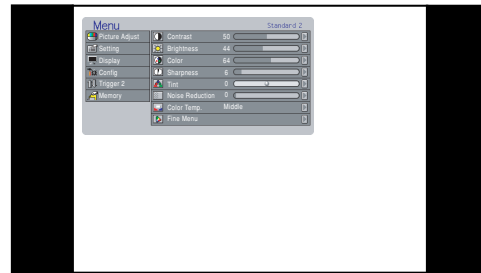 Menu
Standard 2
Picture Adjust
Setting
Display
Config
Trigger 2
Memory
Contrast 50
Brightness 44
Color 64
Sharpness 6
Tint 0
Noise Reduction 0
Color Temp. Middle
Fine Menu